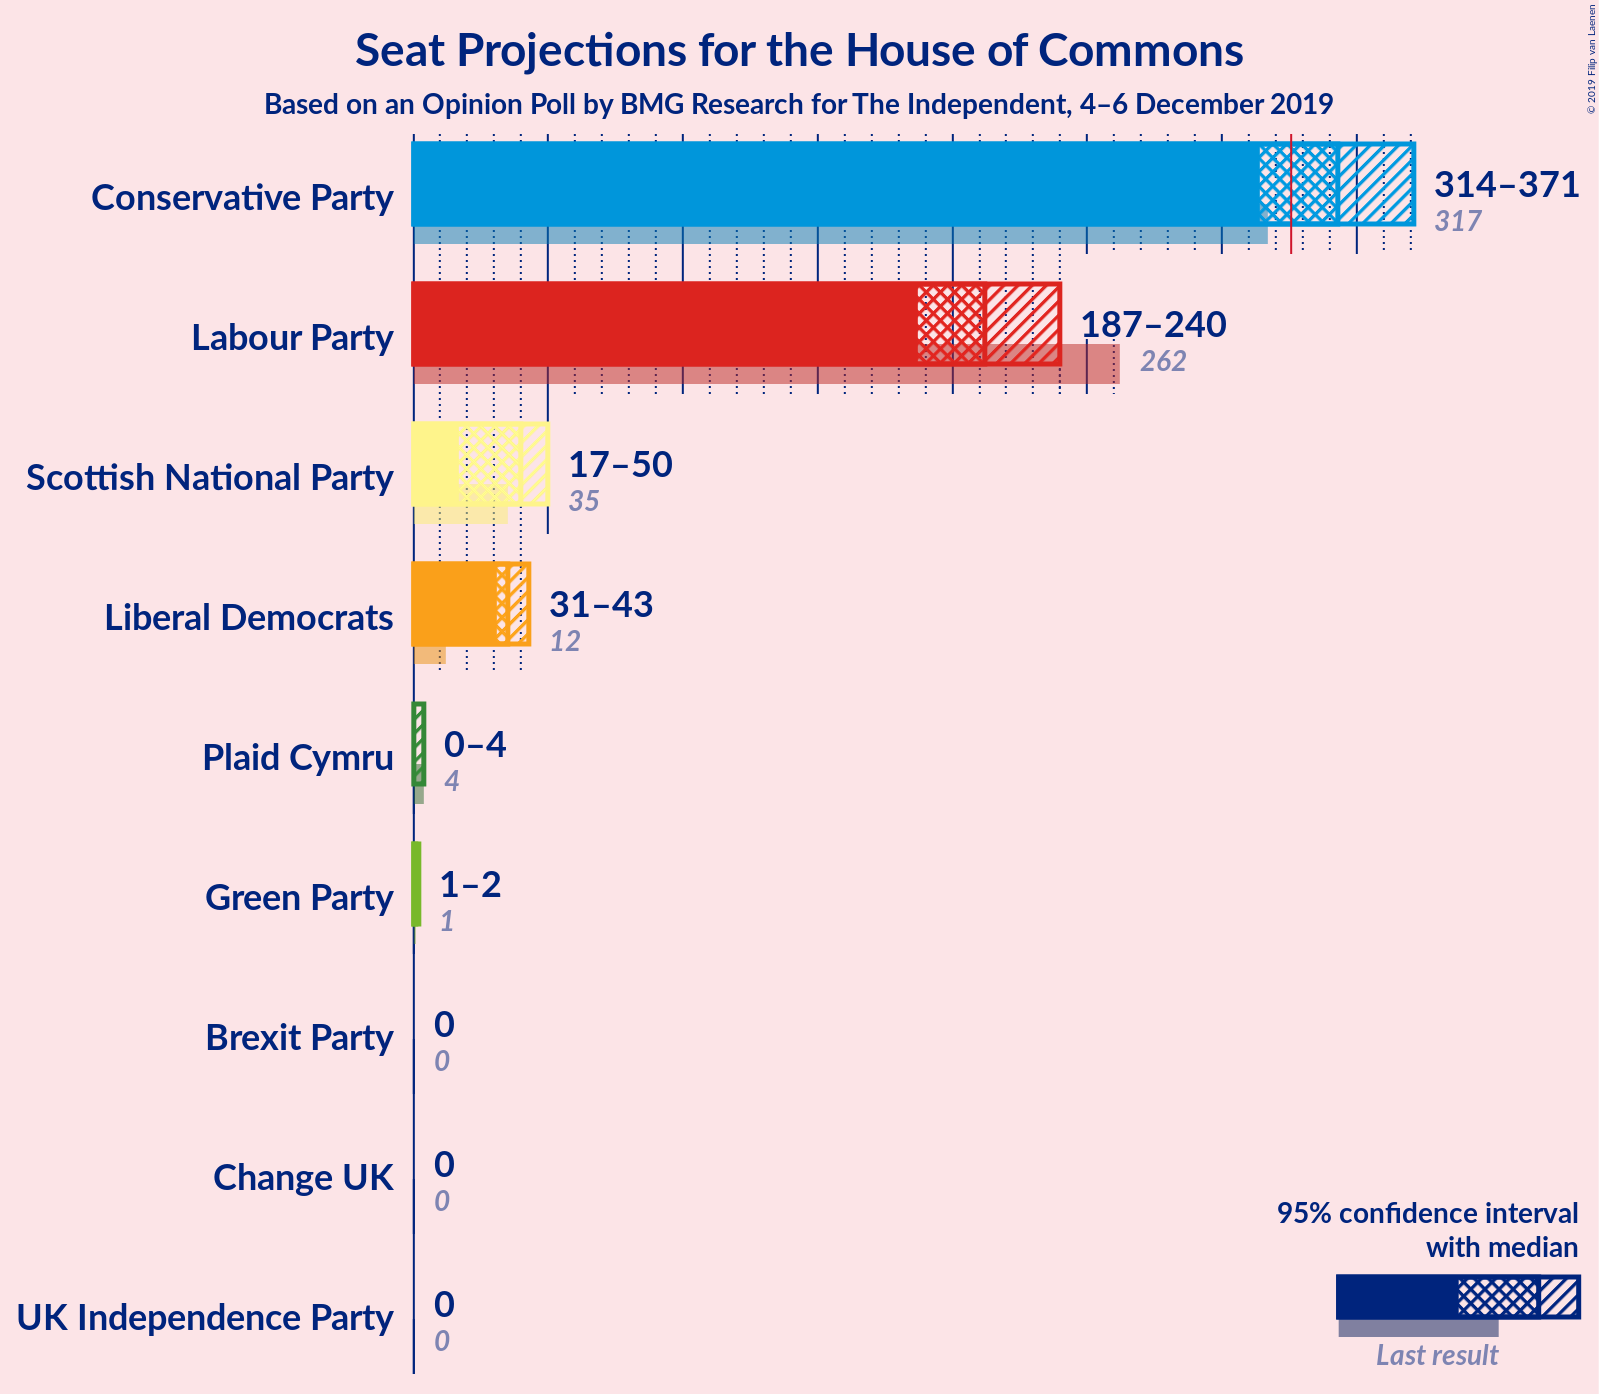 Seat Projections for the House of Commons
Based on an Opinion Poll by BMG Research for The Independent, 4–6 December 2019
© 2019 Filip van Laenen
Conservative Party
314–371
317
Labour Party
187–240
262
Scottish National Party
17–50
35
Liberal Democrats
31–43
12
Plaid Cymru
0–4
4
Green Party
1–2
1
Brexit Party
0
0
Change UK
0
0
UK Independence Party
0
0
95% confidence interval
with median
Last result